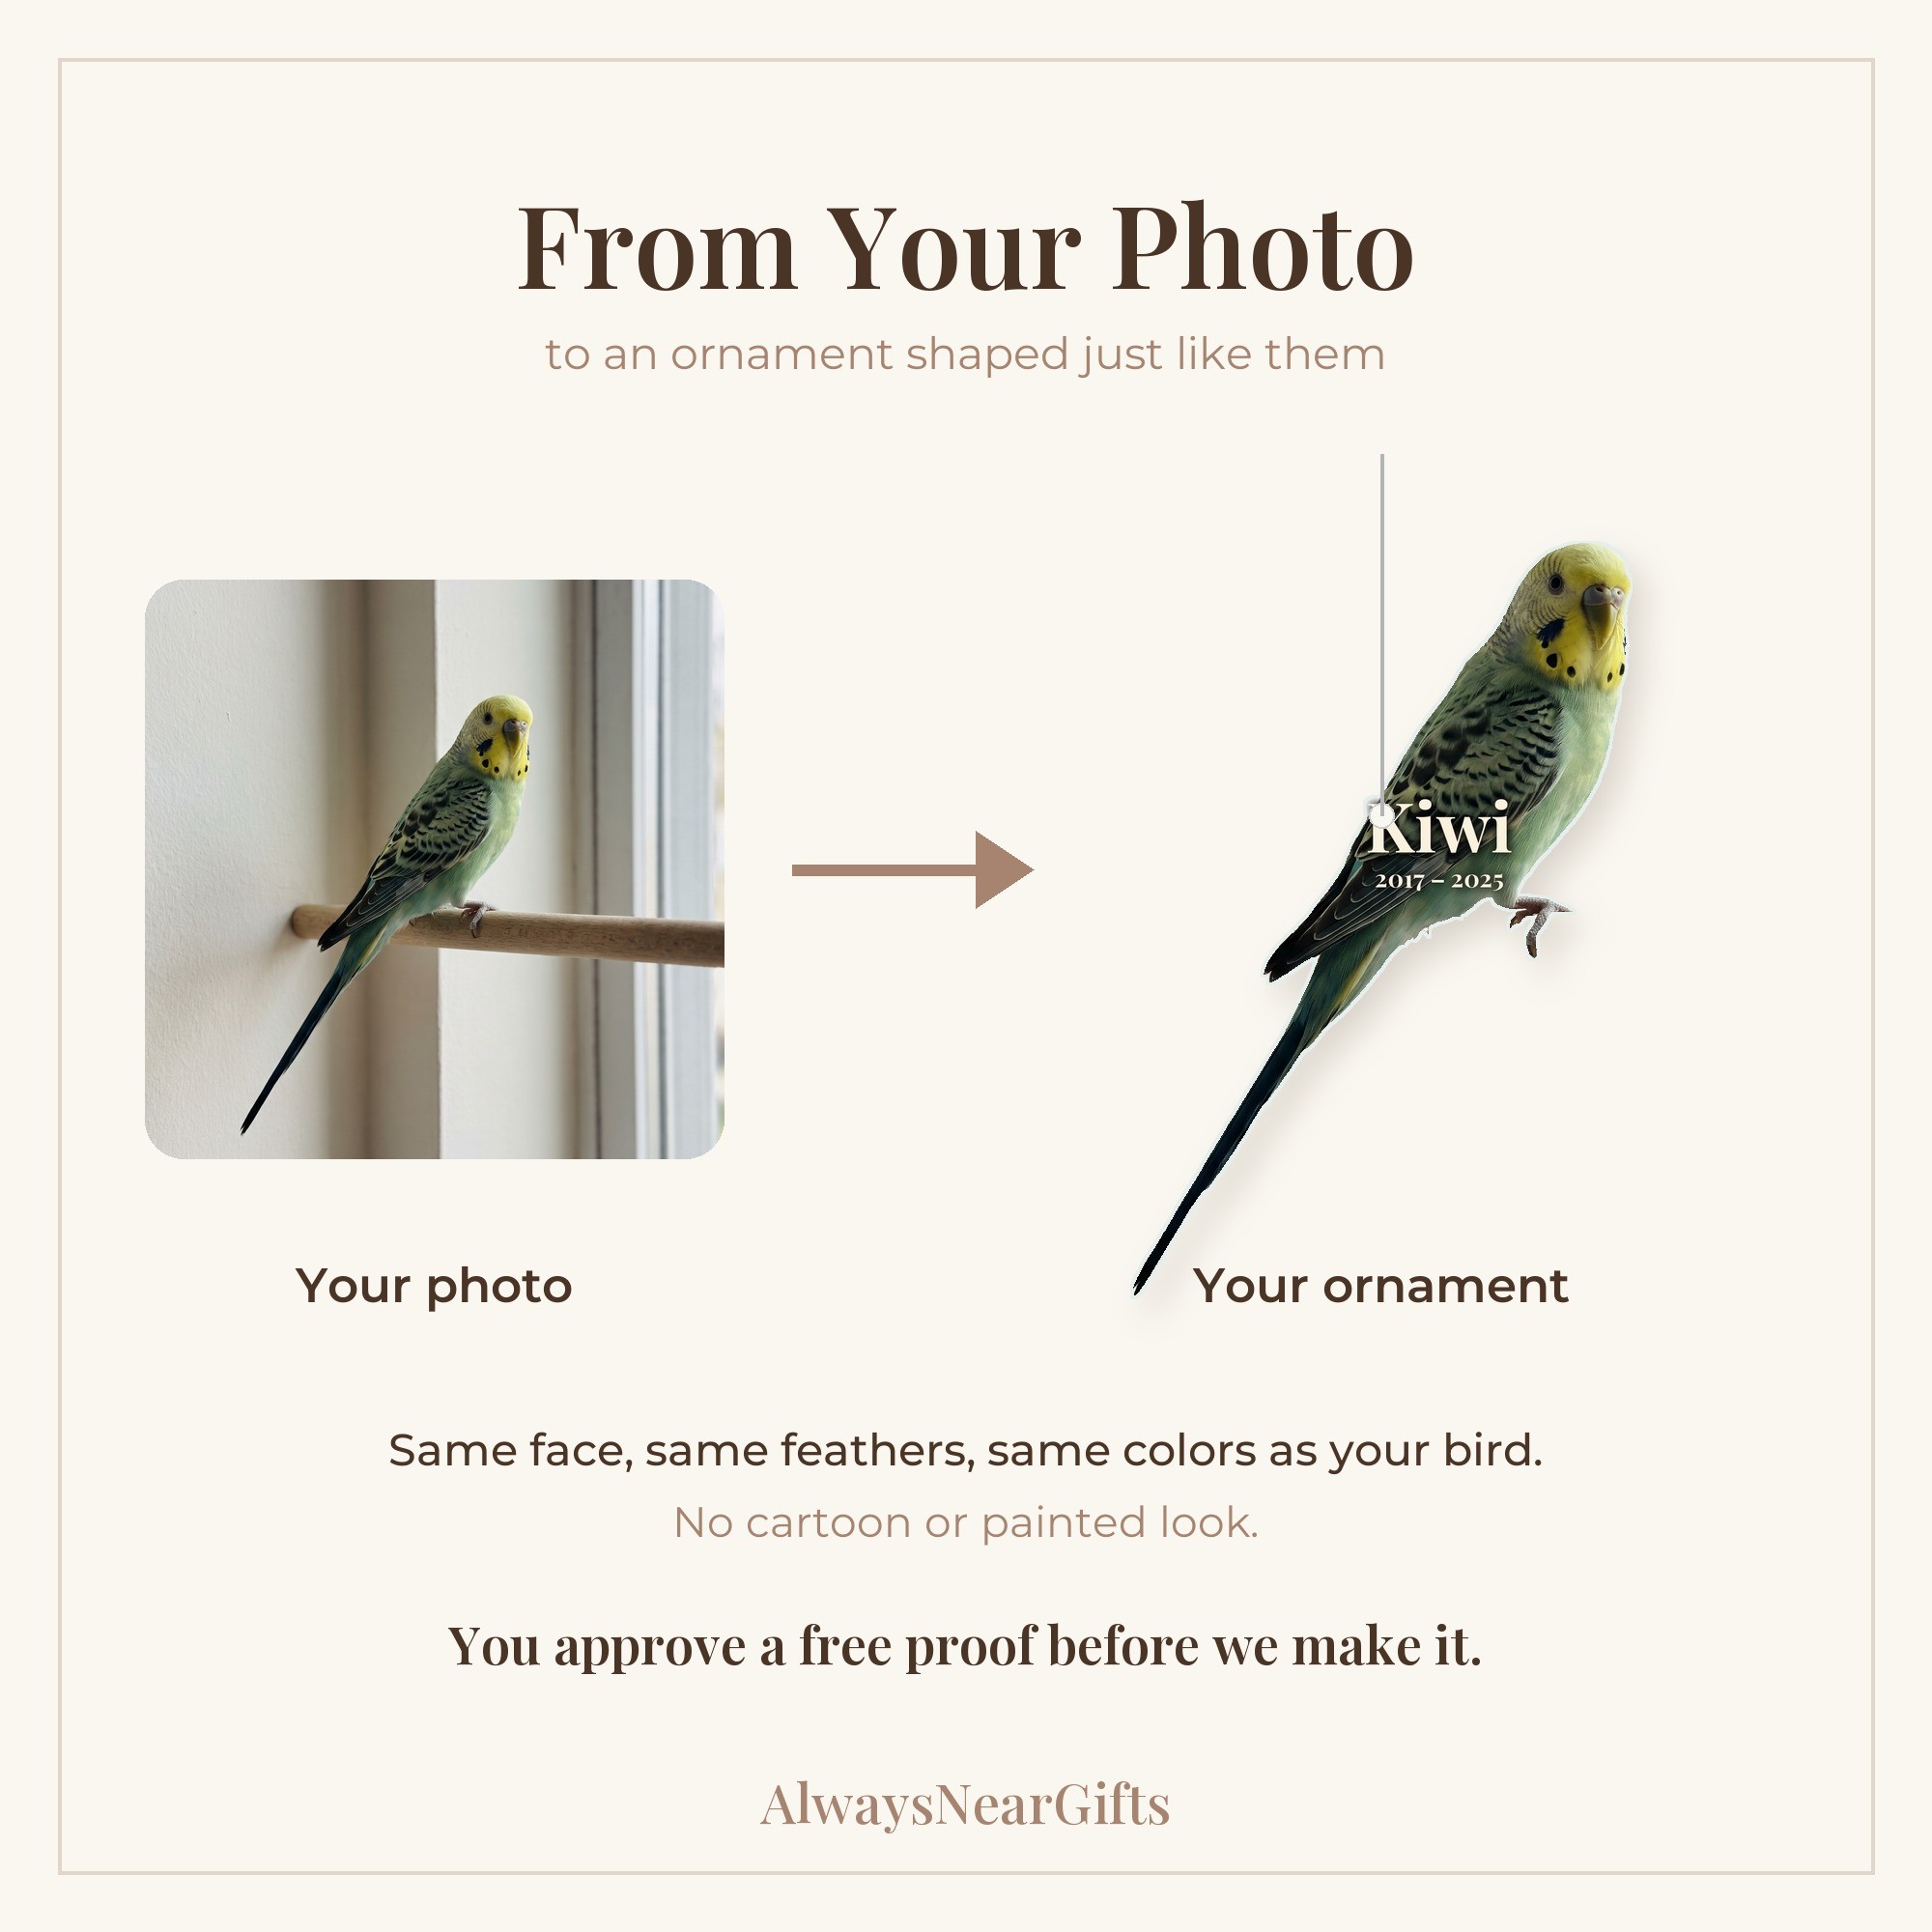 From Your Photo
to an ornament shaped just like them
Kiwi
2017 – 2025
Your photo
Your ornament
Same face, same feathers, same colors as your bird.
No cartoon or painted look.
You approve a free proof before we make it.
AlwaysNearGifts